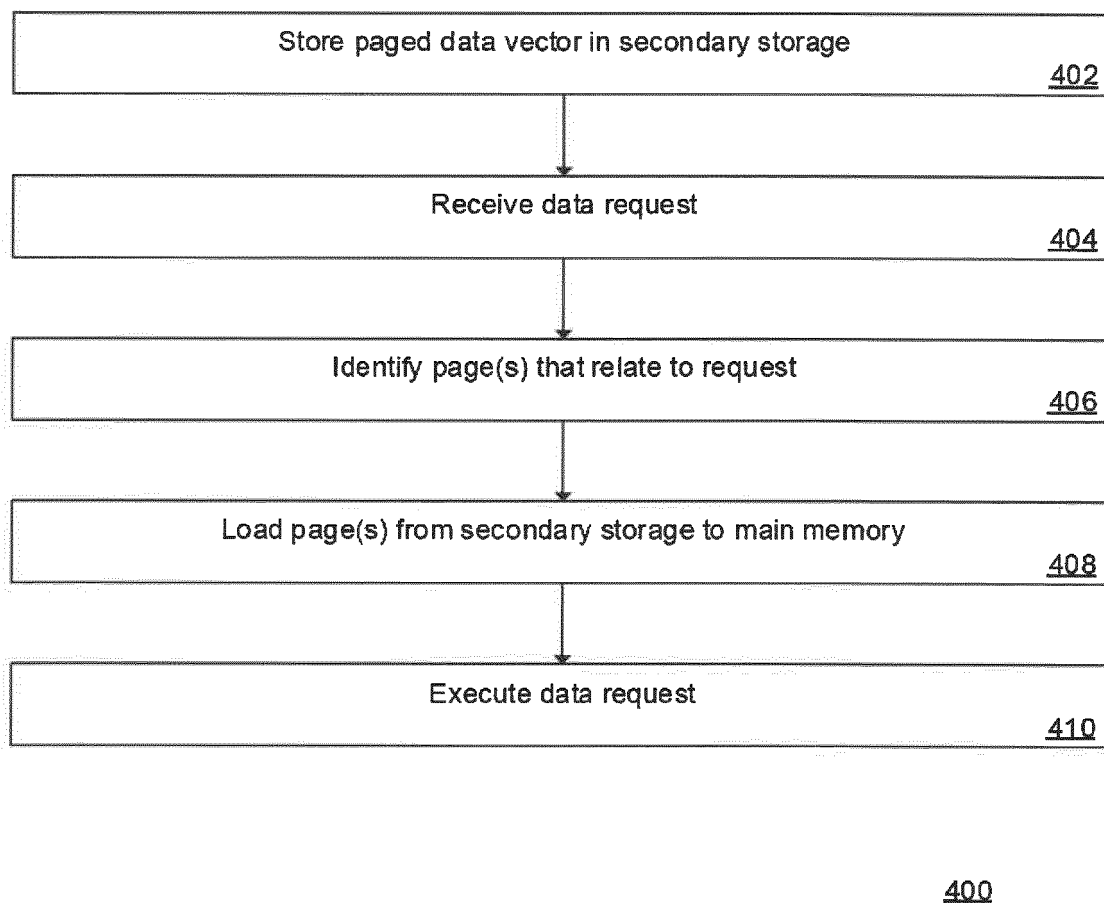 Store paged data vector in secondary storage
402
Receive data request
404
Identify page(s) that relate to request
406
Load page(s) from secondary storage to main memory
408
Execute data request
410
400